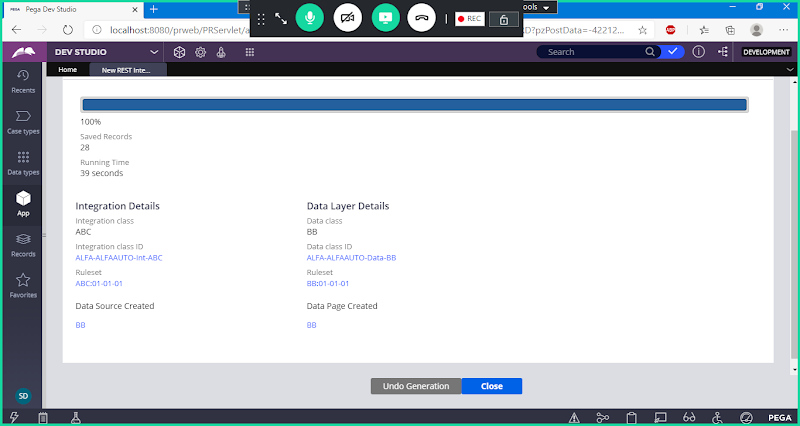 PEGA Pega Dev Studio
ools
localhost:8080/prweb/PRServlet/a
D?pzPostData=-42212...
REC
ABP
DEV STUDIO
Search
DEVELOPMENT
Home
New REST Inte...
Recents
Case types
Data types
App
Records
Favorites
SD
100%
Saved Records
28
Running Time
39 seconds
Integration Details
Data Layer Details
Integration class
Data class
ABC
BB
Integration class ID
Data class ID
ALFA-ALFAAUTO-Int-ABC
ALFA-ALFAAUTO-Data-BB
Ruleset
Ruleset
ABC:01-01-01
BB:01-01-01
Data Source Created
Data Page Created
BB
BB
Undo Generation
Close
PEGA